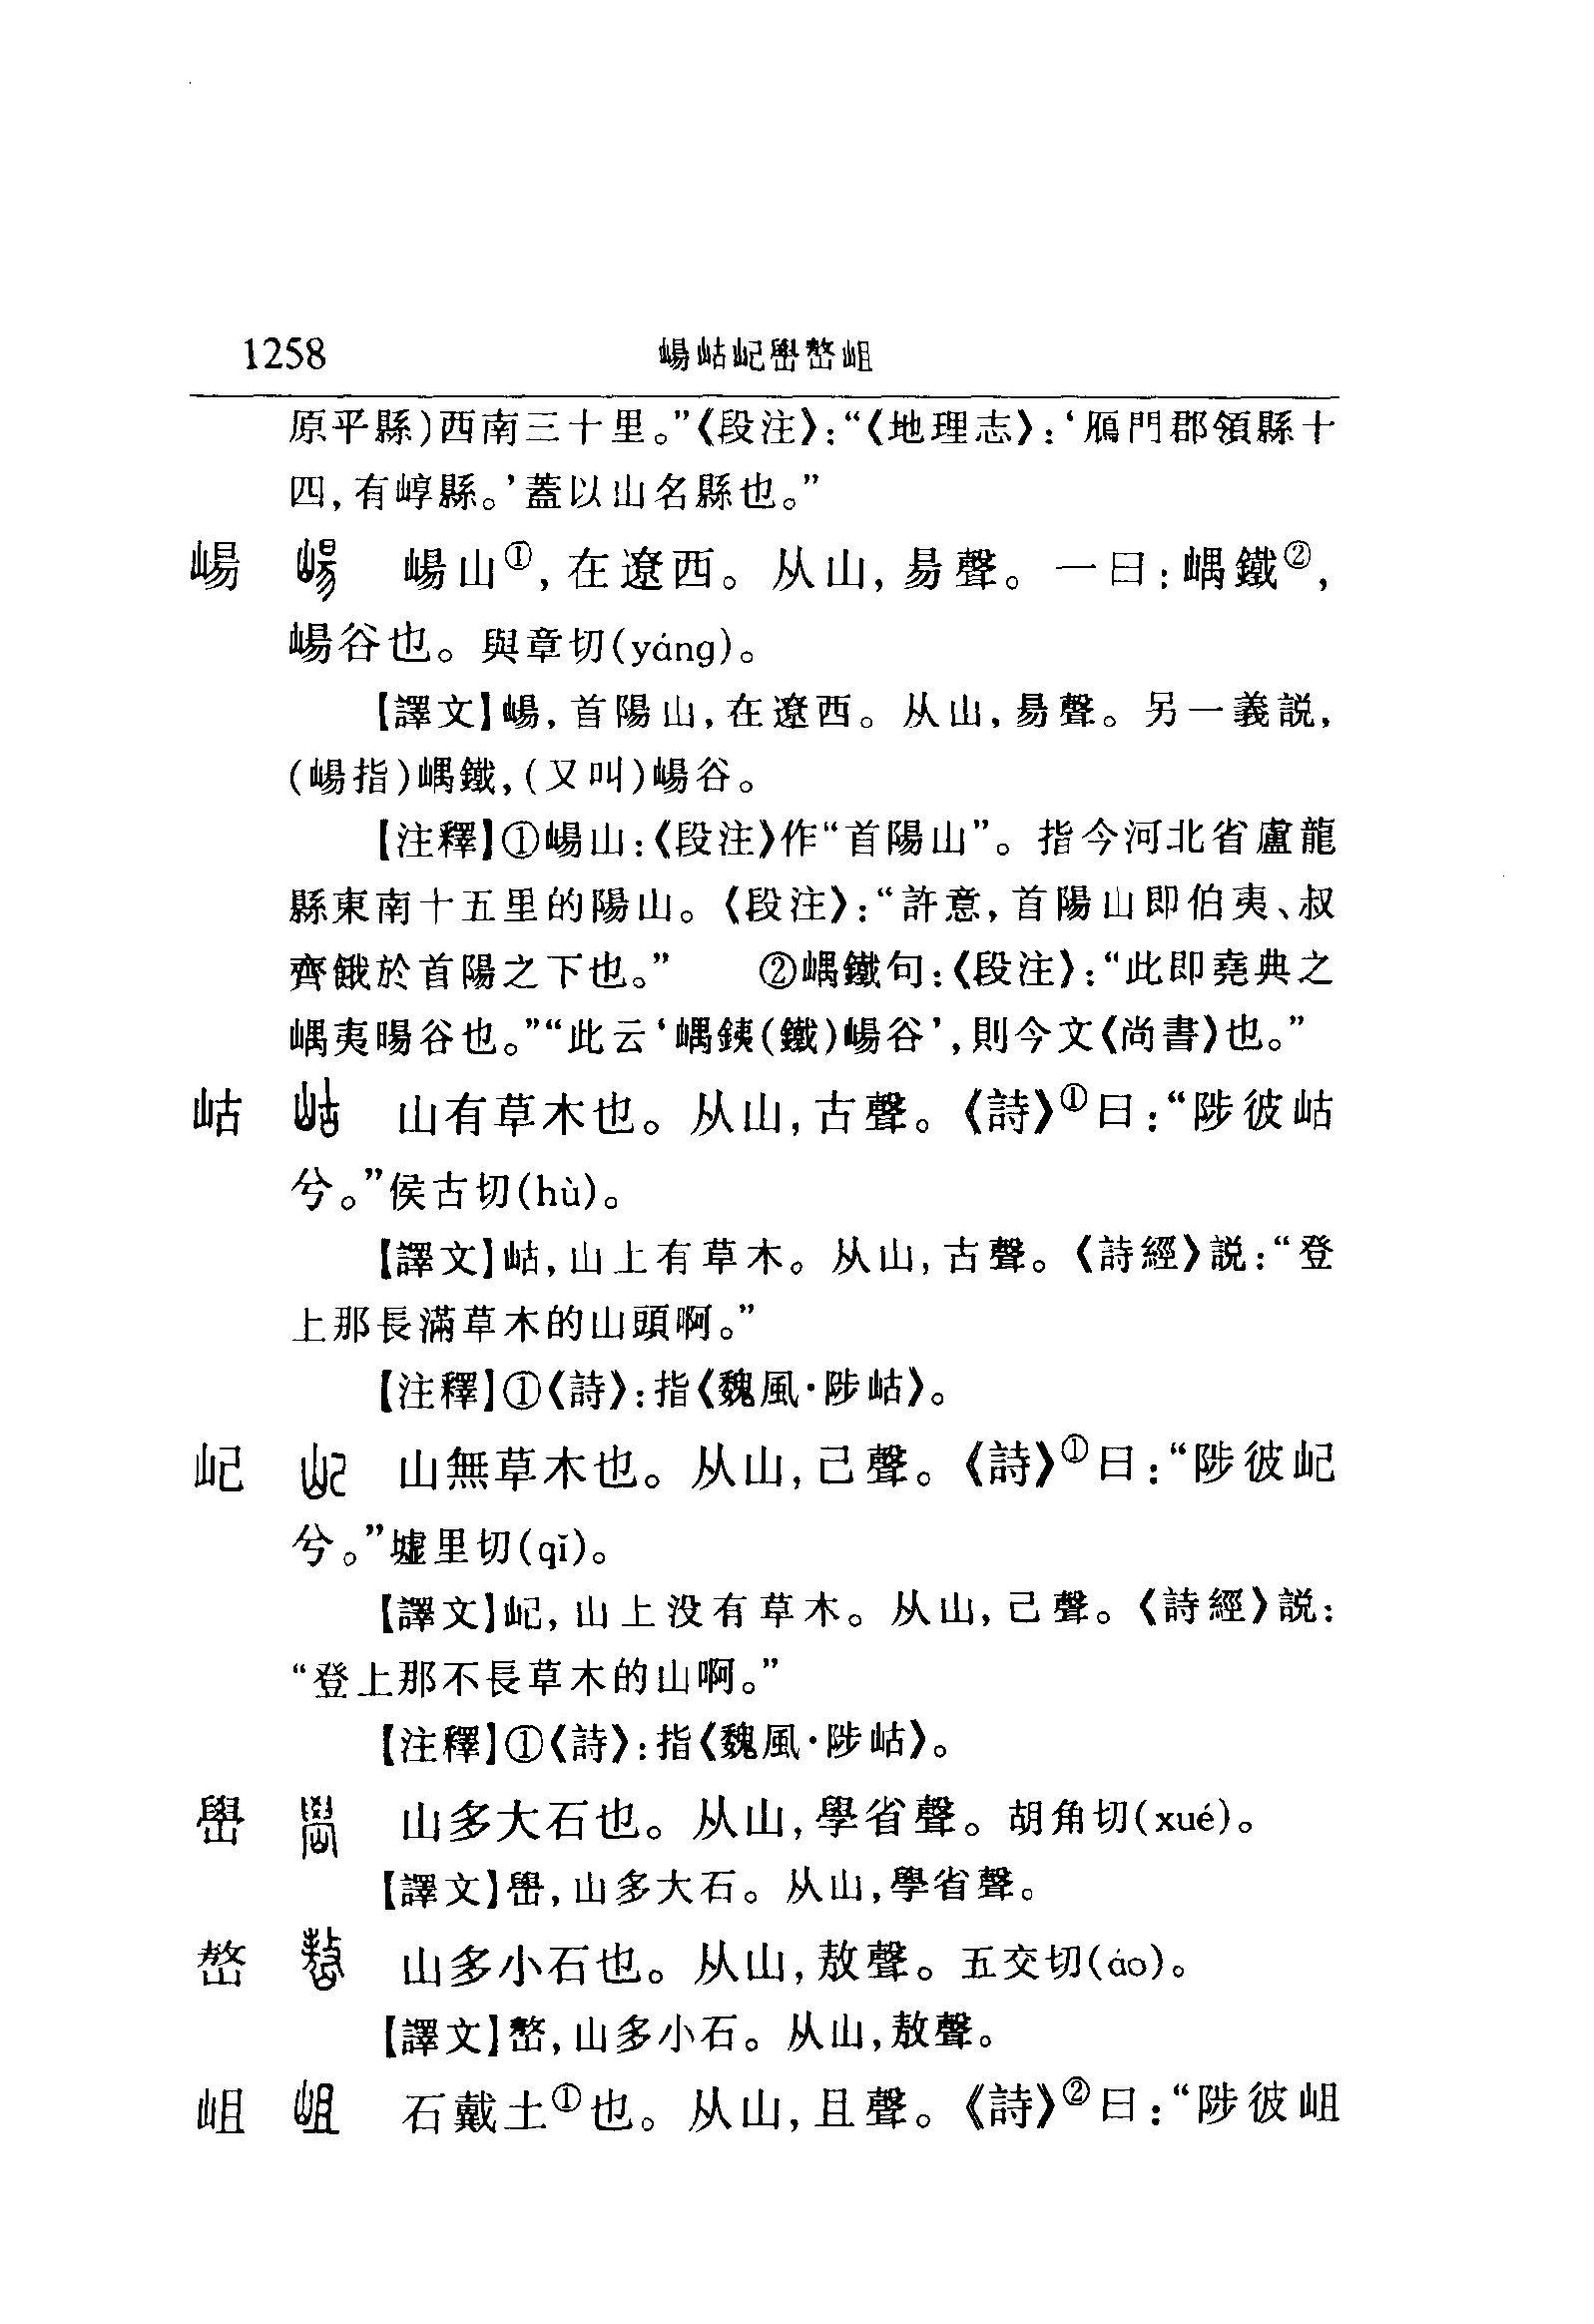 1258 崵岵屺嶨嶅岨
原平縣)西南三十里。”《段注》:“《地理志》:‘鴈門郡領縣十
四,有崞縣。’蓋以山名縣也。”
崵 崵 崵山①,在遼西。从山,昜聲。一曰:嵎鐵②,
崵谷也。與章切(yáng)。
【譯文】崵,首陽山,在遼西。从山,昜聲。另一義説,
(崵指)嵎鐵,(又叫)崵谷。
【注釋】①崵山:《段注》作“首陽山”。指今河北省盧龍
縣東南十五里的陽山。《段注》:“許意,首陽山即伯夷、叔
齊餓於首陽之下也。” ②嵎鐵句:《段注》:“此即堯典之
嵎夷暘谷也。”“此云‘嵎銕(鐵)崵谷’,則今文《尚書》也。”
岵 岵 山有草木也。从山,古聲。《詩》①曰:“陟彼岵
兮。”侯古切(hù)。
【譯文】岵,山上有草木。从山,古聲。《詩經》説:“登
上那長滿草木的山頭啊。”
【注釋】①《詩》:指《魏風·陟岵》。
屺 屺 山無草木也。从山,己聲。《詩》①曰:“陟彼屺
兮。”墟里切(qǐ)。
【譯文】屺,山上没有草木。从山,己聲。《詩經》説:
“登上那不長草木的山啊。”
【注釋】①《詩》:指《魏風·陟岵》。
嶨 嶨 山多大石也。从山,學省聲。胡角切(xué)。
【譯文】嶨,山多大石。从山,學省聲。
嶅 嶅 山多小石也。从山,敖聲。五交切(áo)。
【譯文】嶅,山多小石。从山,敖聲。
岨 岨 石戴土①也。从山,且聲。《詩》②曰:“陟彼岨